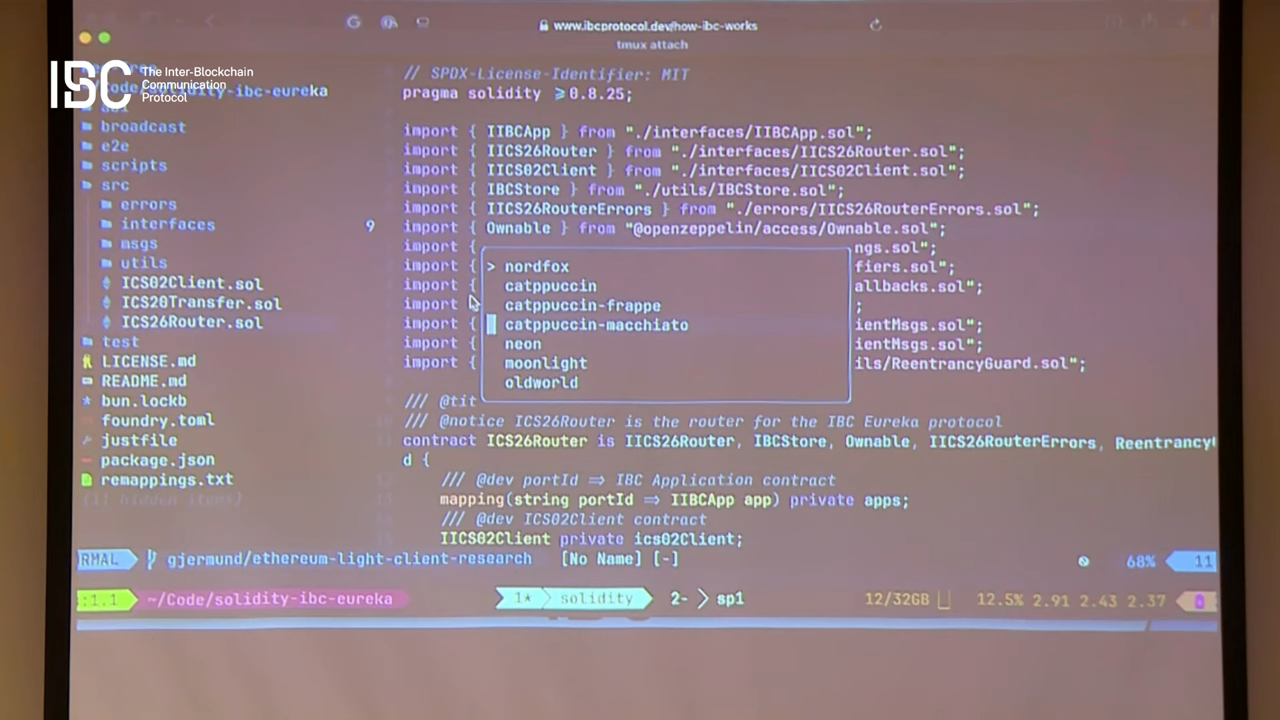 www.ibcprotocol.dev/how-ibc-works
tmux attach
IBC
The Inter-Blockchain
Communication
Protocol
/Code/solidity-ibc-eureka
broadcast
e2e
scripts
src
errors
interfaces 9
msgs
utils
ICS02Client.sol
ICS20Transfer.sol
ICS26Router.sol
test
LICENSE.md
README.md
bun.lockb
foundry.toml
justfile
package.json
remappings.txt
(11 hidden items)
// SPDX-License-Identifier: MIT
pragma solidity >=0.8.25;
import { IIBCApp } from "./interfaces/IIBCApp.sol";
import { IICS26Router } from "./interfaces/IICS26Router.sol";
import { IICS02Client } from "./interfaces/IICS02Client.sol";
import { IBCStore } from "./utils/IBCStore.sol";
import { IICS26RouterErrors } from "./errors/IICS26RouterErrors.sol";
import { Ownable } from "@openzeppelin/access/Ownable.sol";
import { ngs.sol";
import { fiers.sol";
import { allbacks.sol";
import { ;
import { ientMsgs.sol";
import { ientMsgs.sol";
import { ils/ReentrancyGuard.sol";
> nordfox
catppuccin
catppuccin-frappe
catppuccin-macchiato
neon
moonlight
oldworld
/// @tit
/// @notice ICS26Router is the router for the IBC Eureka protocol
contract ICS26Router is IICS26Router, IBCStore, Ownable, IICS26RouterErrors, Reentrancy
d {
/// @dev portId => IBC Application contract
mapping(string portId => IIBCApp app) private apps;
/// @dev ICS02Client contract
IICS02Client private ics02Client;
RMAL gjermund/ethereum-light-client-research [No Name] [-] 68% 11
:1.1 ~/Code/solidity-ibc-eureka 1* solidity 2- sp1 12/32GB 12.5% 2.91 2.43 2.37